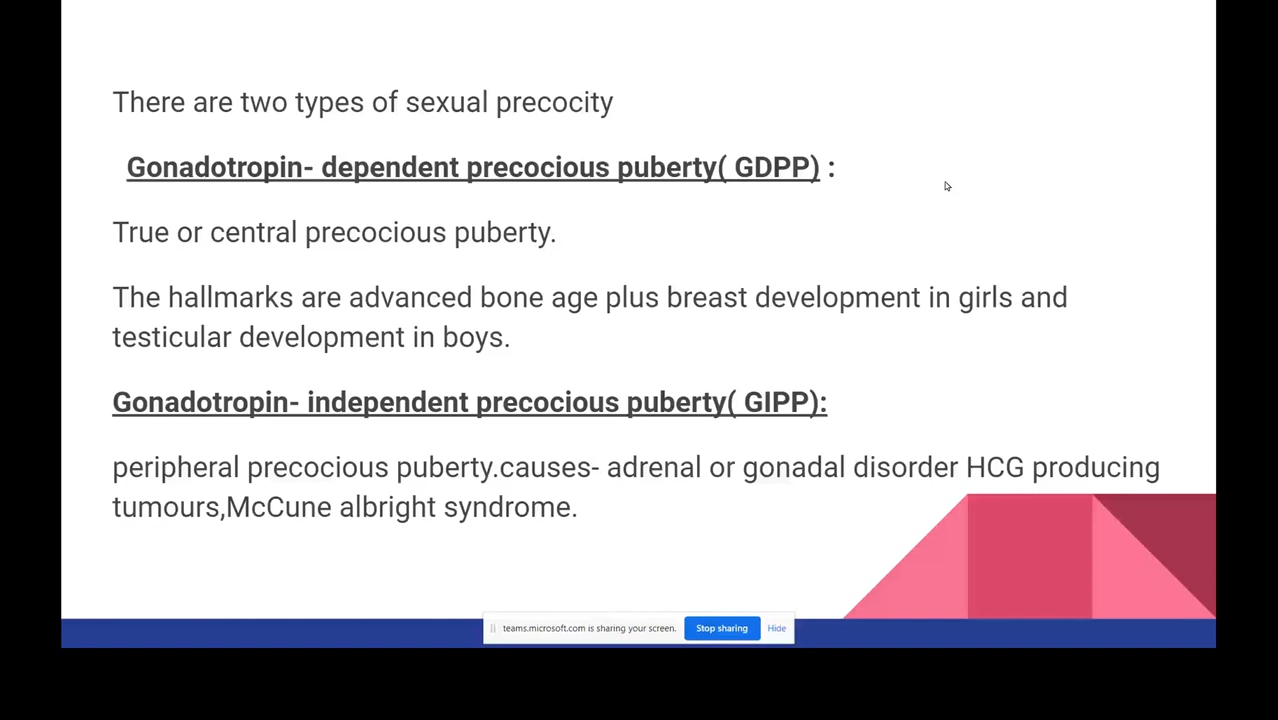 There are two types of sexual precocity
Gonadotropin- dependent precocious puberty( GDPP) :
True or central precocious puberty.
The hallmarks are advanced bone age plus breast development in girls and
testicular development in boys.
Gonadotropin- independent precocious puberty( GIPP):
peripheral precocious puberty.causes- adrenal or gonadal disorder HCG producing
tumours,McCune albright syndrome.
teams.microsoft.com is sharing your screen. Stop sharing Hide